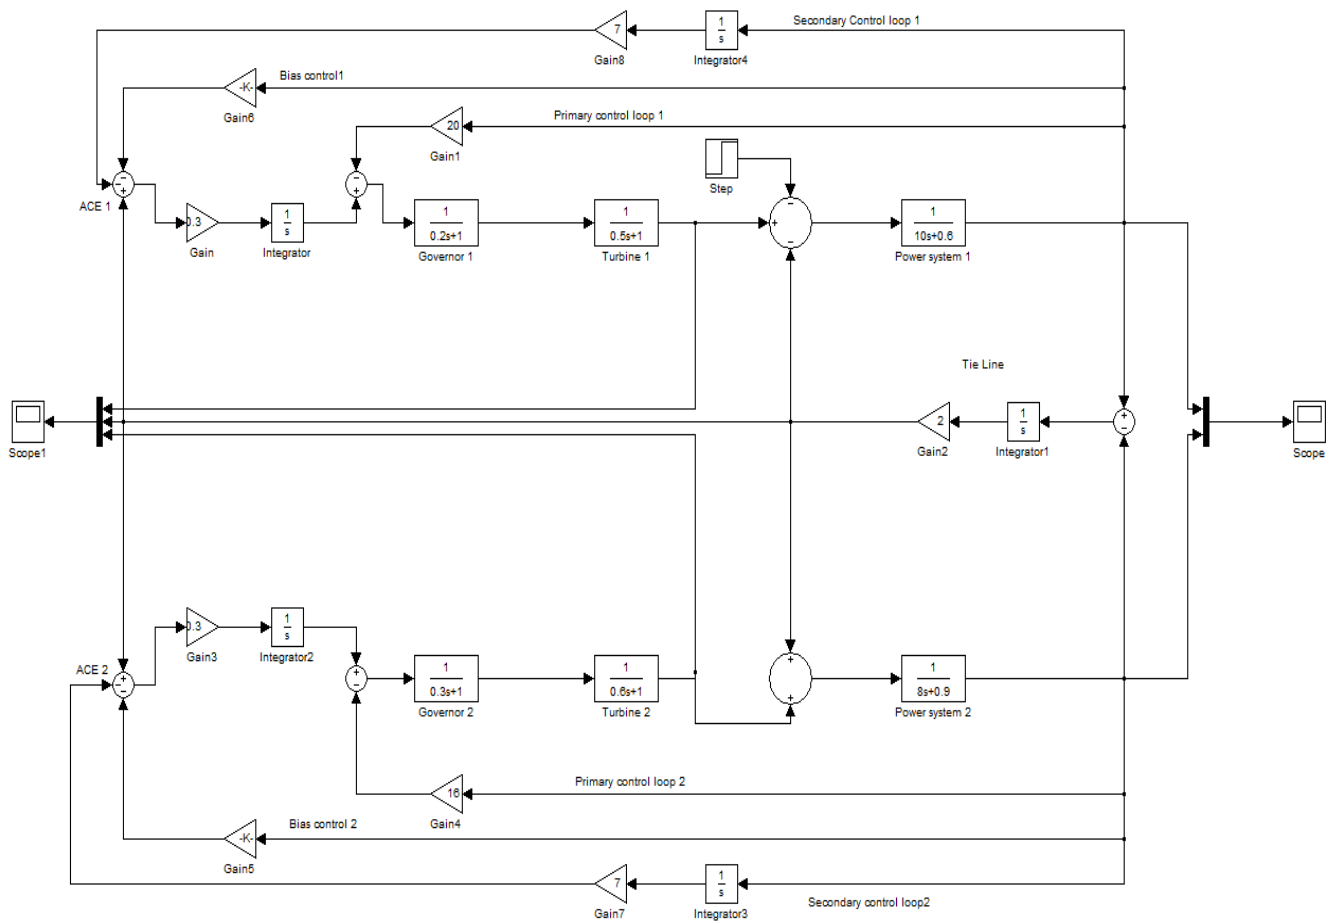 Secondary Control loop 1
7
1
s
Gain8
Integrator4
Bias control1
-K-
Gain6
Primary control loop 1
20
Gain1
Step
ACE 1
−
−
+
0.3
Gain
1
s
Integrator
−
+
1
0.2s+1
Governor 1
1
0.5s+1
Turbine 1
−
+
−
1
10s+0.6
Power system 1
Tie Line
Scope1
2
Gain2
1
s
Integrator1
+
−
Scope
ACE 2
+
−
−
0.3
Gain3
1
s
Integrator2
+
−
1
0.3s+1
Governor 2
1
0.6s+1
Turbine 2
+
+
1
8s+0.9
Power system 2
Primary control loop 2
16
Gain4
Bias control 2
-K-
Gain5
7
Gain7
1
s
Integrator3
Secondary control loop2